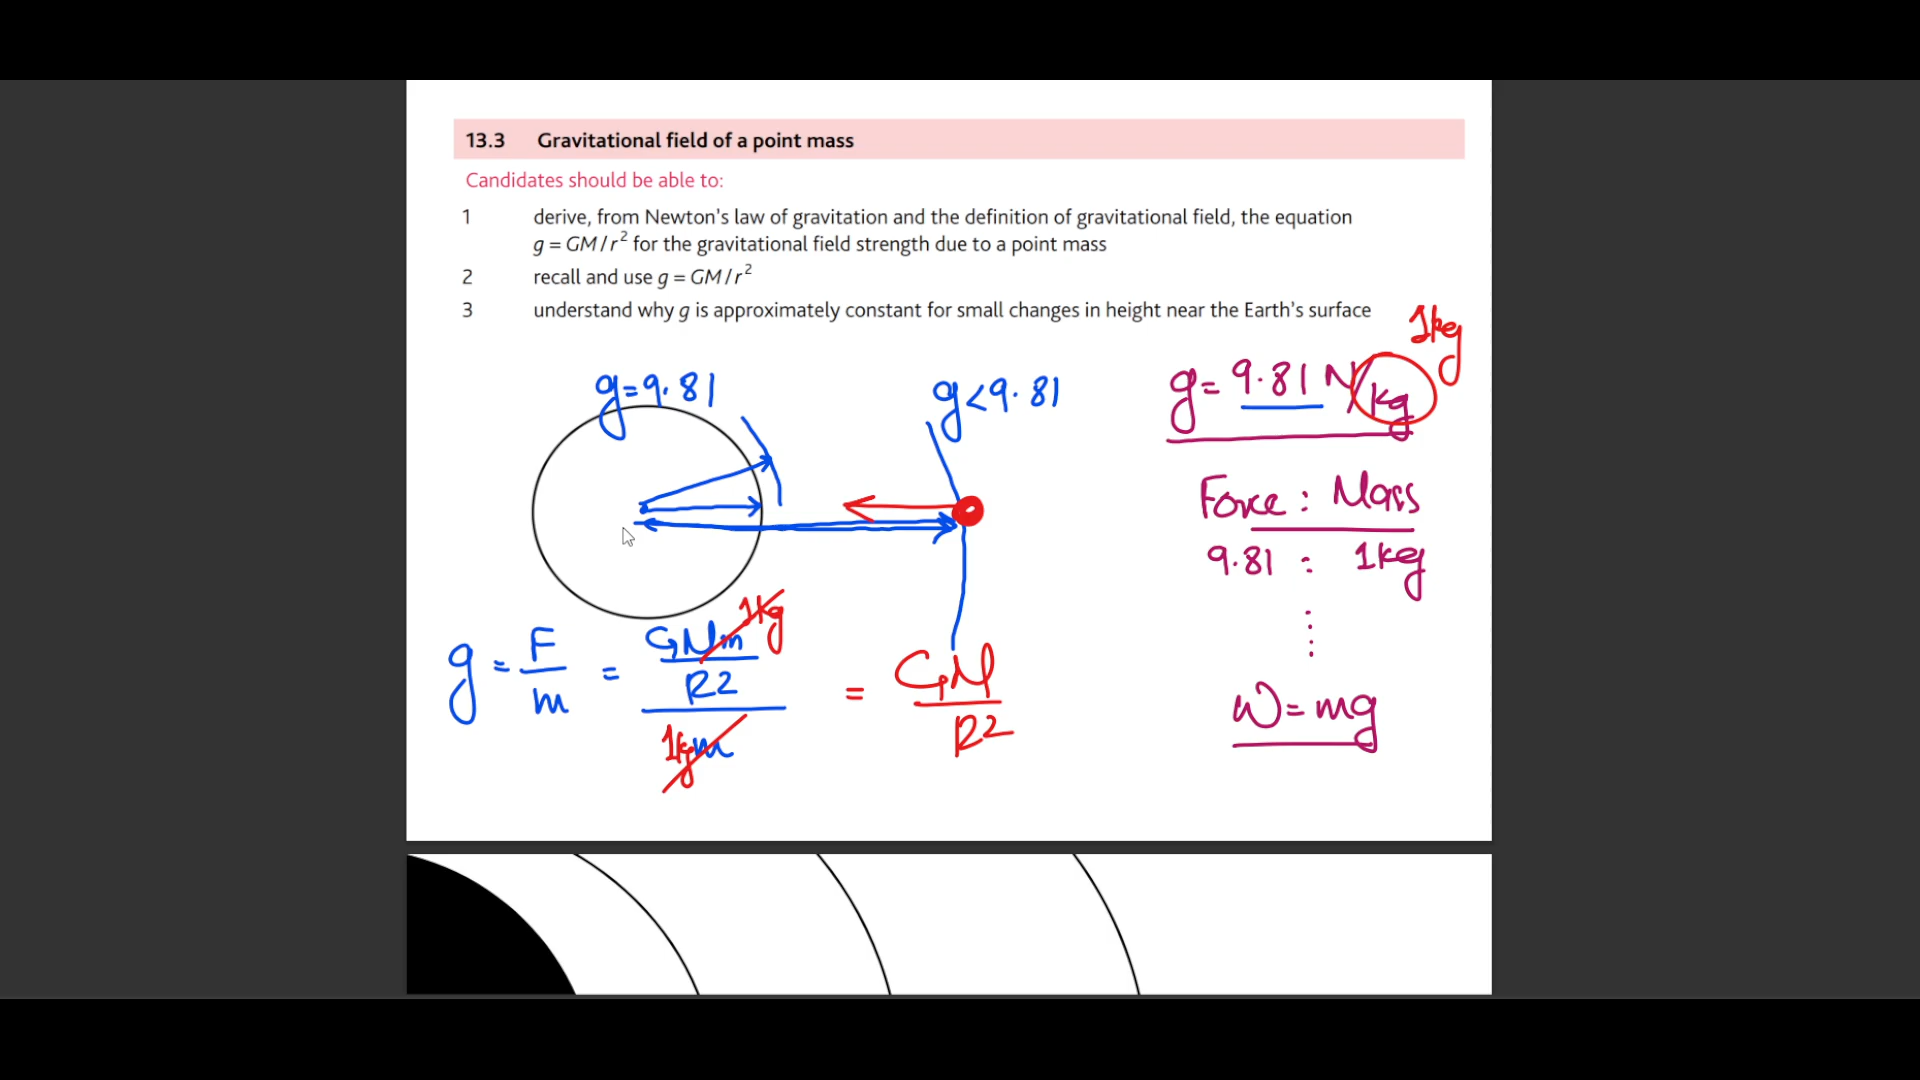 13.3 Gravitational field of a point mass
Candidates should be able to:
1 derive, from Newton's law of gravitation and the definition of gravitational field, the equation
g = GM/r² for the gravitational field strength due to a point mass
2 recall and use g = GM/r²
3 understand why g is approximately constant for small changes in height near the Earth's surface
1kg
g=9.81
g<9.81
g= 9.81 N/kg
Force : Mass
9.81 : 1kg
W=mg
1kg
g = F/m = GMm/R2
1kg m
= GM/R2